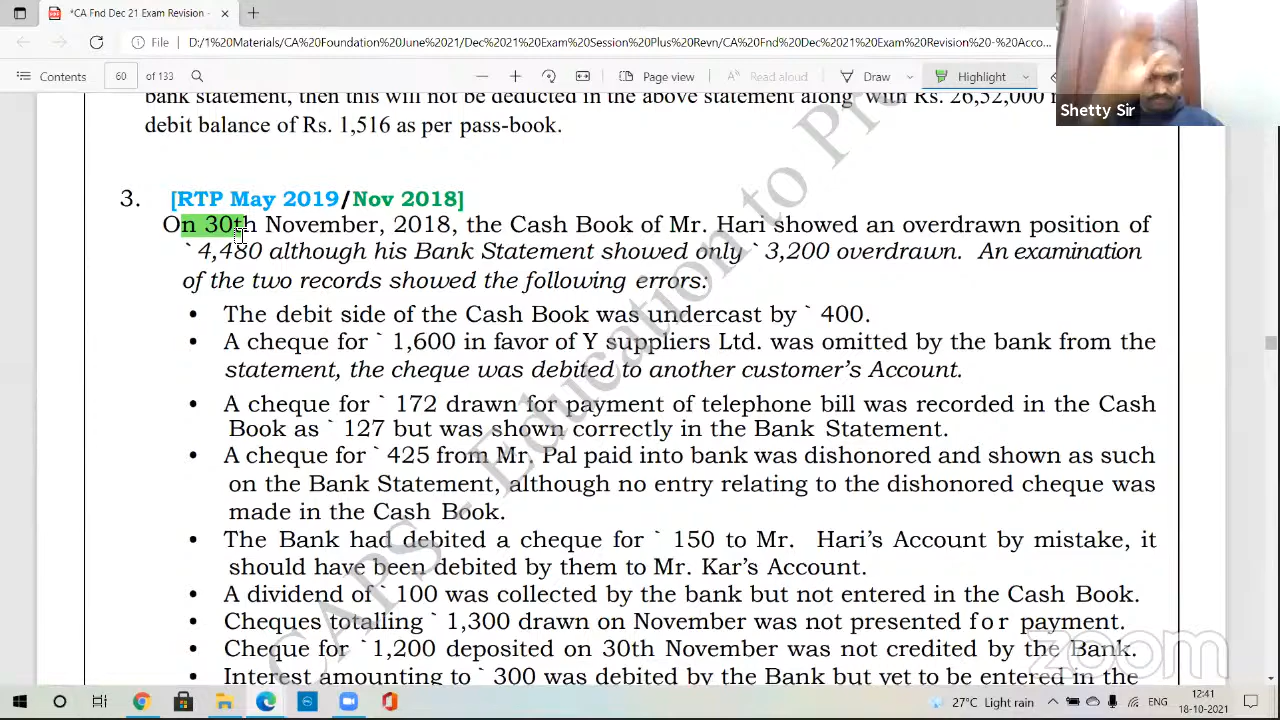 *CA Fnd Dec 21 Exam Revision -
File
D:/1%20Materials/CA%20Foundation%20June%2021/Dec%2021%20Exam%20Session%20Plus%20Revn/CA%20Fnd%20Dec%2021%20Exam%20Revision%20-%20Acco...
Contents 60 of 133 Page view Read aloud Draw Highlight
Shetty Sir
bank statement, then this will not be deducted in the above statement along with Rs. 26,52,000
debit balance of Rs. 1,516 as per pass-book.
3. [RTP May 2019/Nov 2018]
On 30th November, 2018, the Cash Book of Mr. Hari showed an overdrawn position of
` 4,480 although his Bank Statement showed only ` 3,200 overdrawn. An examination
of the two records showed the following errors:
• The debit side of the Cash Book was undercast by ` 400.
• A cheque for ` 1,600 in favor of Y suppliers Ltd. was omitted by the bank from the
statement, the cheque was debited to another customer’s Account.
• A cheque for ` 172 drawn for payment of telephone bill was recorded in the Cash
Book as ` 127 but was shown correctly in the Bank Statement.
• A cheque for ` 425 from Mr. Pal paid into bank was dishonored and shown as such
on the Bank Statement, although no entry relating to the dishonored cheque was
made in the Cash Book.
• The Bank had debited a cheque for ` 150 to Mr. Hari’s Account by mistake, it
should have been debited by them to Mr. Kar’s Account.
• A dividend of ` 100 was collected by the bank but not entered in the Cash Book.
• Cheques totalling ` 1,300 drawn on November was not presented for payment.
• Cheque for ` 1,200 deposited on 30th November was not credited by the Bank.
• Interest amounting to ` 300 was debited by the Bank but yet to be entered in the
CAPS - Education to Pr
zoom
27°C Light rain ENG 12:41
18-10-2021